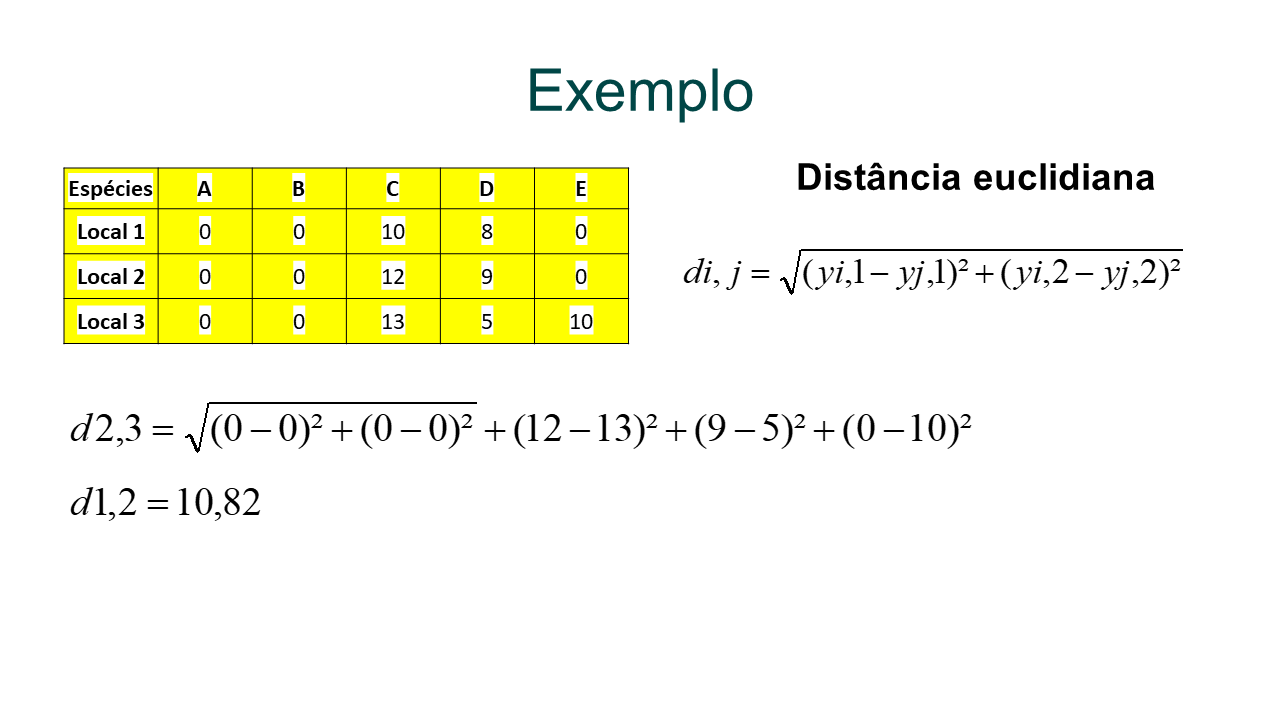 Exemplo
Distância euclidiana
Espécies A B C D E
Local 1 0 0 10 8 0
Local 2 0 0 12 9 0
Local 3 0 0 13 5 10
di, j = √(yi,1 − yj,1)² + (yi,2 − yj,2)²
d2,3 = √(0 − 0)² + (0 − 0)² + (12 − 13)² + (9 − 5)² + (0 − 10)²
d1,2 = 10,82